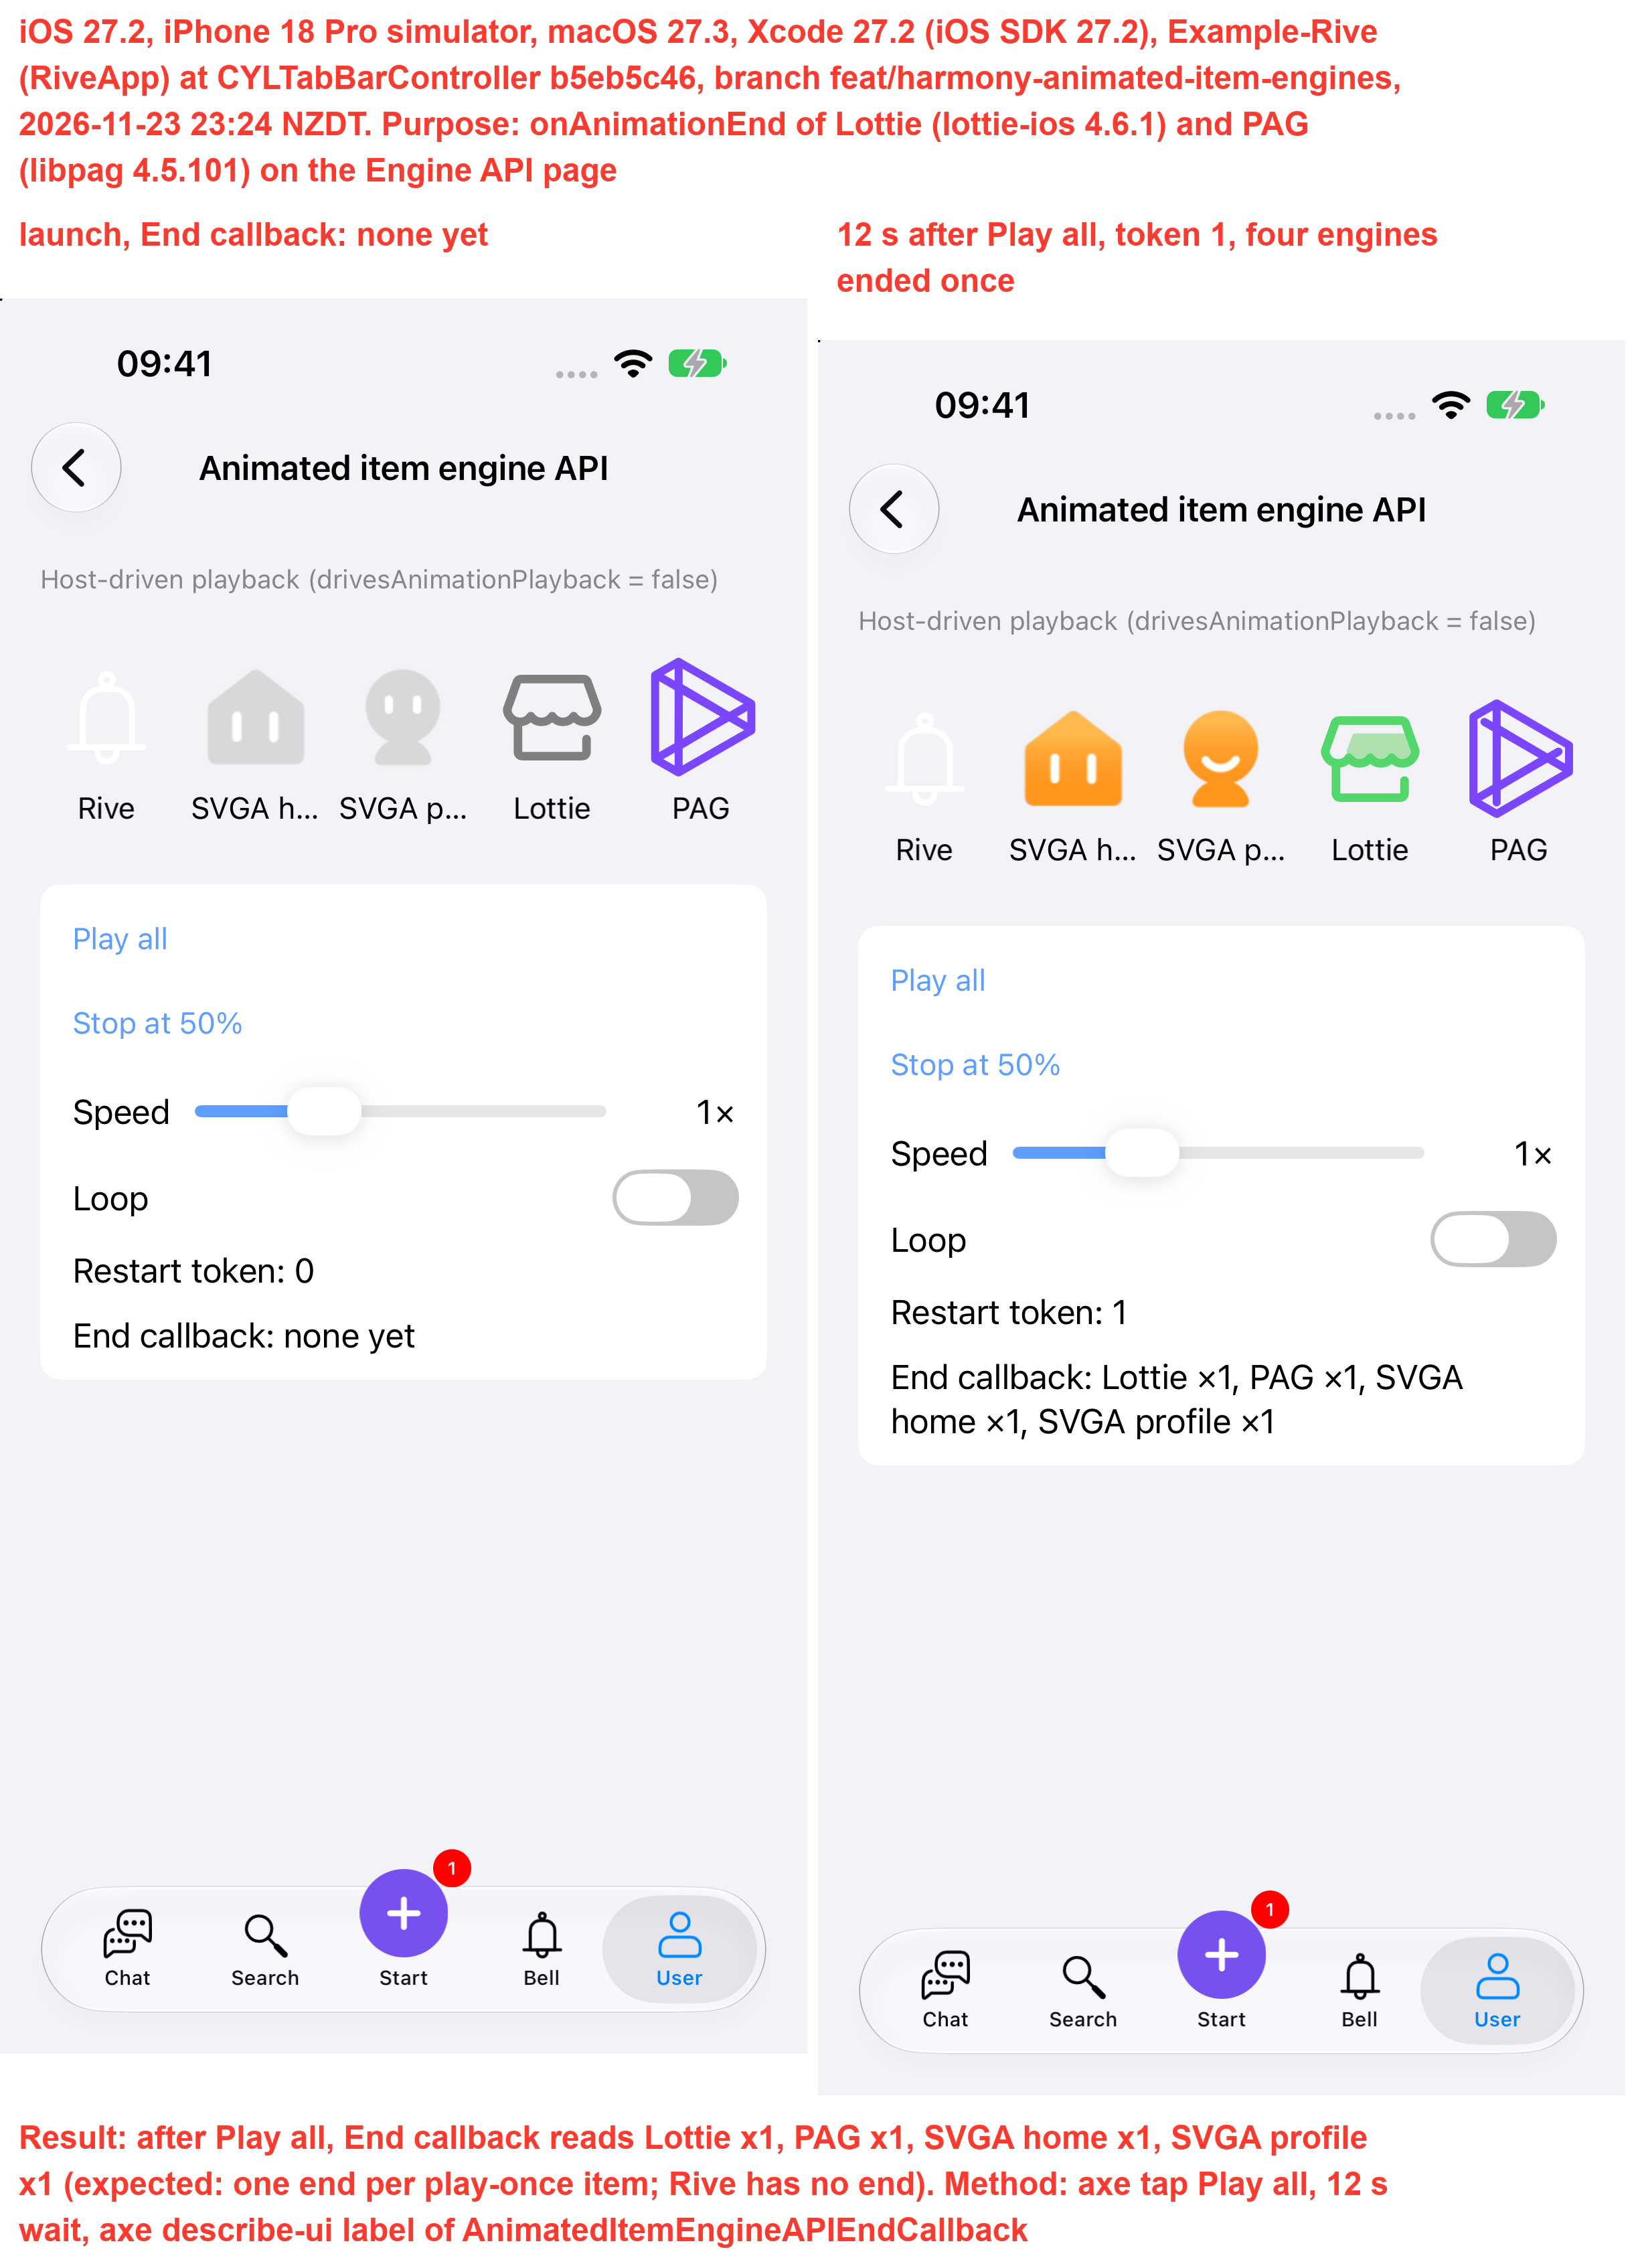 iOS 27.2, iPhone 18 Pro simulator, macOS 27.3, Xcode 27.2 (iOS SDK 27.2), Example-Rive
(RiveApp) at CYLTabBarController b5eb5c46, branch feat/harmony-animated-item-engines,
2026-11-23 23:24 NZDT. Purpose: onAnimationEnd of Lottie (lottie-ios 4.6.1) and PAG
(libpag 4.5.101) on the Engine API page
launch, End callback: none yet
09:41
Animated item engine API
Host-driven playback (drivesAnimationPlayback = false)
Rive
SVGA h...
SVGA p...
Lottie
PAG
Play all
Stop at 50%
Speed
1×
Loop
Restart token: 0
End callback: none yet
1
Chat
Search
Start
Bell
User
12 s after Play all, token 1, four engines
ended once
09:41
Animated item engine API
Host-driven playback (drivesAnimationPlayback = false)
Rive
SVGA h...
SVGA p...
Lottie
PAG
Play all
Stop at 50%
Speed
1×
Loop
Restart token: 1
End callback: Lottie ×1, PAG ×1, SVGA
home ×1, SVGA profile ×1
1
Chat
Search
Start
Bell
User
Result: after Play all, End callback reads Lottie x1, PAG x1, SVGA home x1, SVGA profile
x1 (expected: one end per play-once item; Rive has no end). Method: axe tap Play all, 12 s
wait, axe describe-ui label of AnimatedItemEngineAPIEndCallback